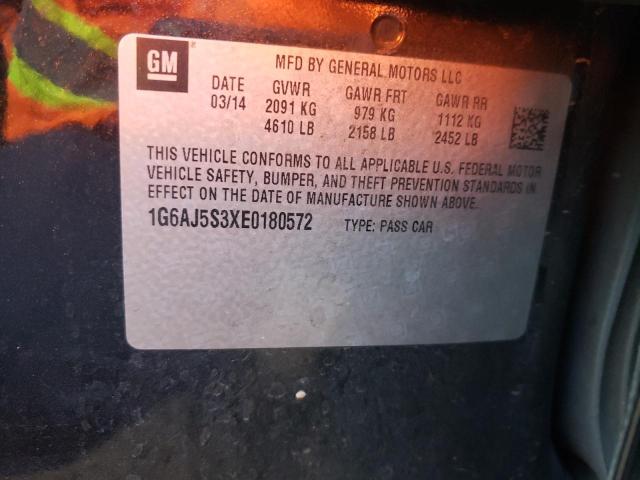 GM
MFD BY GENERAL MOTORS LLC
DATE GVWR GAWR FRT GAWR RR
03/14 2091 KG 979 KG 1112 KG
4610 LB 2158 LB 2452 LB
THIS VEHICLE CONFORMS TO ALL APPLICABLE U.S. FEDERAL MOTOR
VEHICLE SAFETY, BUMPER, AND THEFT PREVENTION STANDARDS IN
EFFECT ON THE DATE OF MANUFACTURE SHOWN ABOVE.
1G6AJ5S3XE0180572 TYPE: PASS CAR